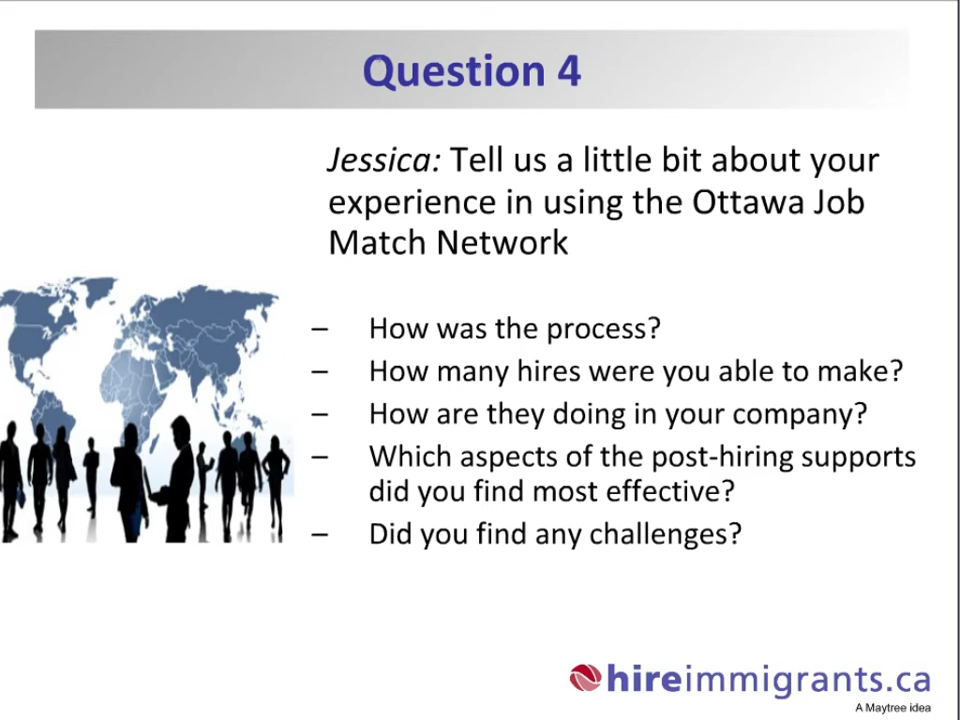 Question 4
Jessica: Tell us a little bit about your
experience in using the Ottawa Job
Match Network
– How was the process?
– How many hires were you able to make?
– How are they doing in your company?
– Which aspects of the post-hiring supports
did you find most effective?
– Did you find any challenges?
hireimmigrants.ca
A Maytree idea